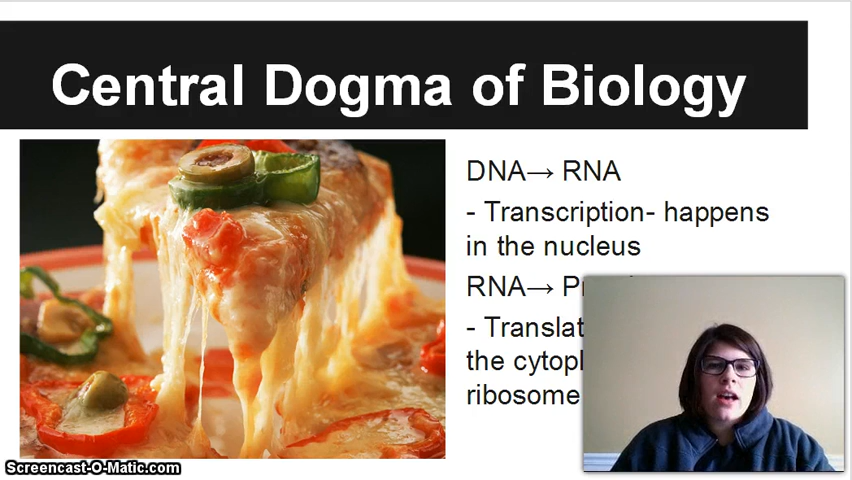 Central Dogma of Biology
DNA→ RNA
- Transcription- happens
in the nucleus
RNA→
- Translat
the cytopl
ribosome
Screencast-O-Matic.com